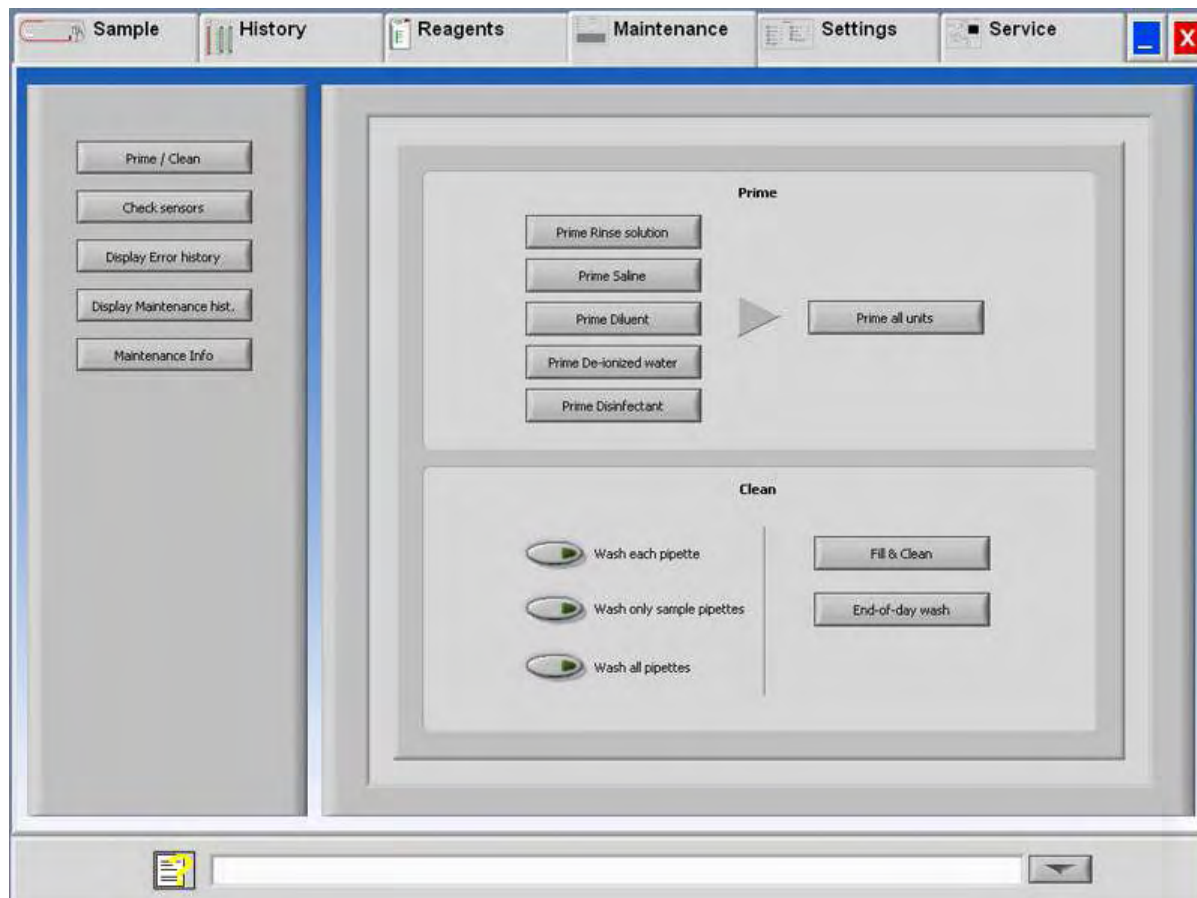 Sample
History
Reagents
Maintenance
Settings
Service
X
Prime / Clean
Check sensors
Display Error history
Display Maintenance hist.
Maintenance Info
Prime
Prime Rinse solution
Prime Saline
Prime Diluent
Prime De-ionized water
Prime Disinfectant
Prime all units
Clean
Wash each pipette
Wash only sample pipettes
Wash all pipettes
Fill & Clean
End-of-day wash
?